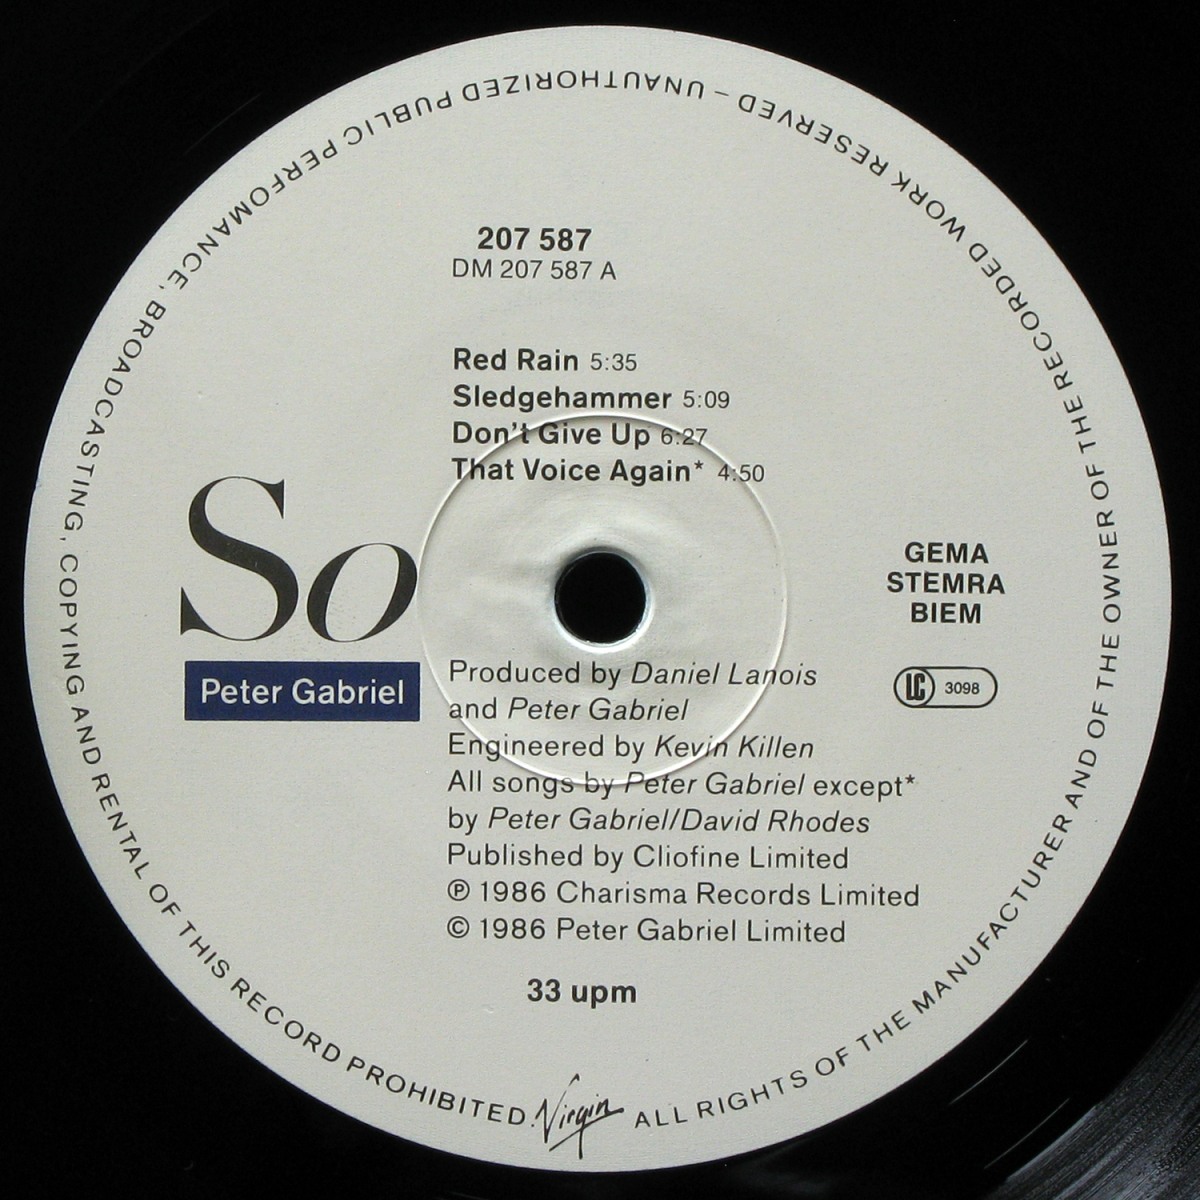 207 587
DM 207 587 A
Red Rain 5:35
Sledgehammer 5:09
Don't Give Up 6:27
That Voice Again* 4:50
So
Peter Gabriel
GEMA
STEMRA
BIEM
LC 3098
Produced by Daniel Lanois
and Peter Gabriel
Engineered by Kevin Killen
All songs by Peter Gabriel except*
by Peter Gabriel/David Rhodes
Published by Cliofine Limited
℗ 1986 Charisma Records Limited
© 1986 Peter Gabriel Limited
33 upm
Virgin
ALL RIGHTS OF THE MANUFACTURER AND OF THE OWNER OF THE RECORDED WORK RESERVED – UNAUTHORIZED PUBLIC PERFOMANCE, BROADCASTING, COPYING AND RENTAL OF THIS RECORD PROHIBITED.